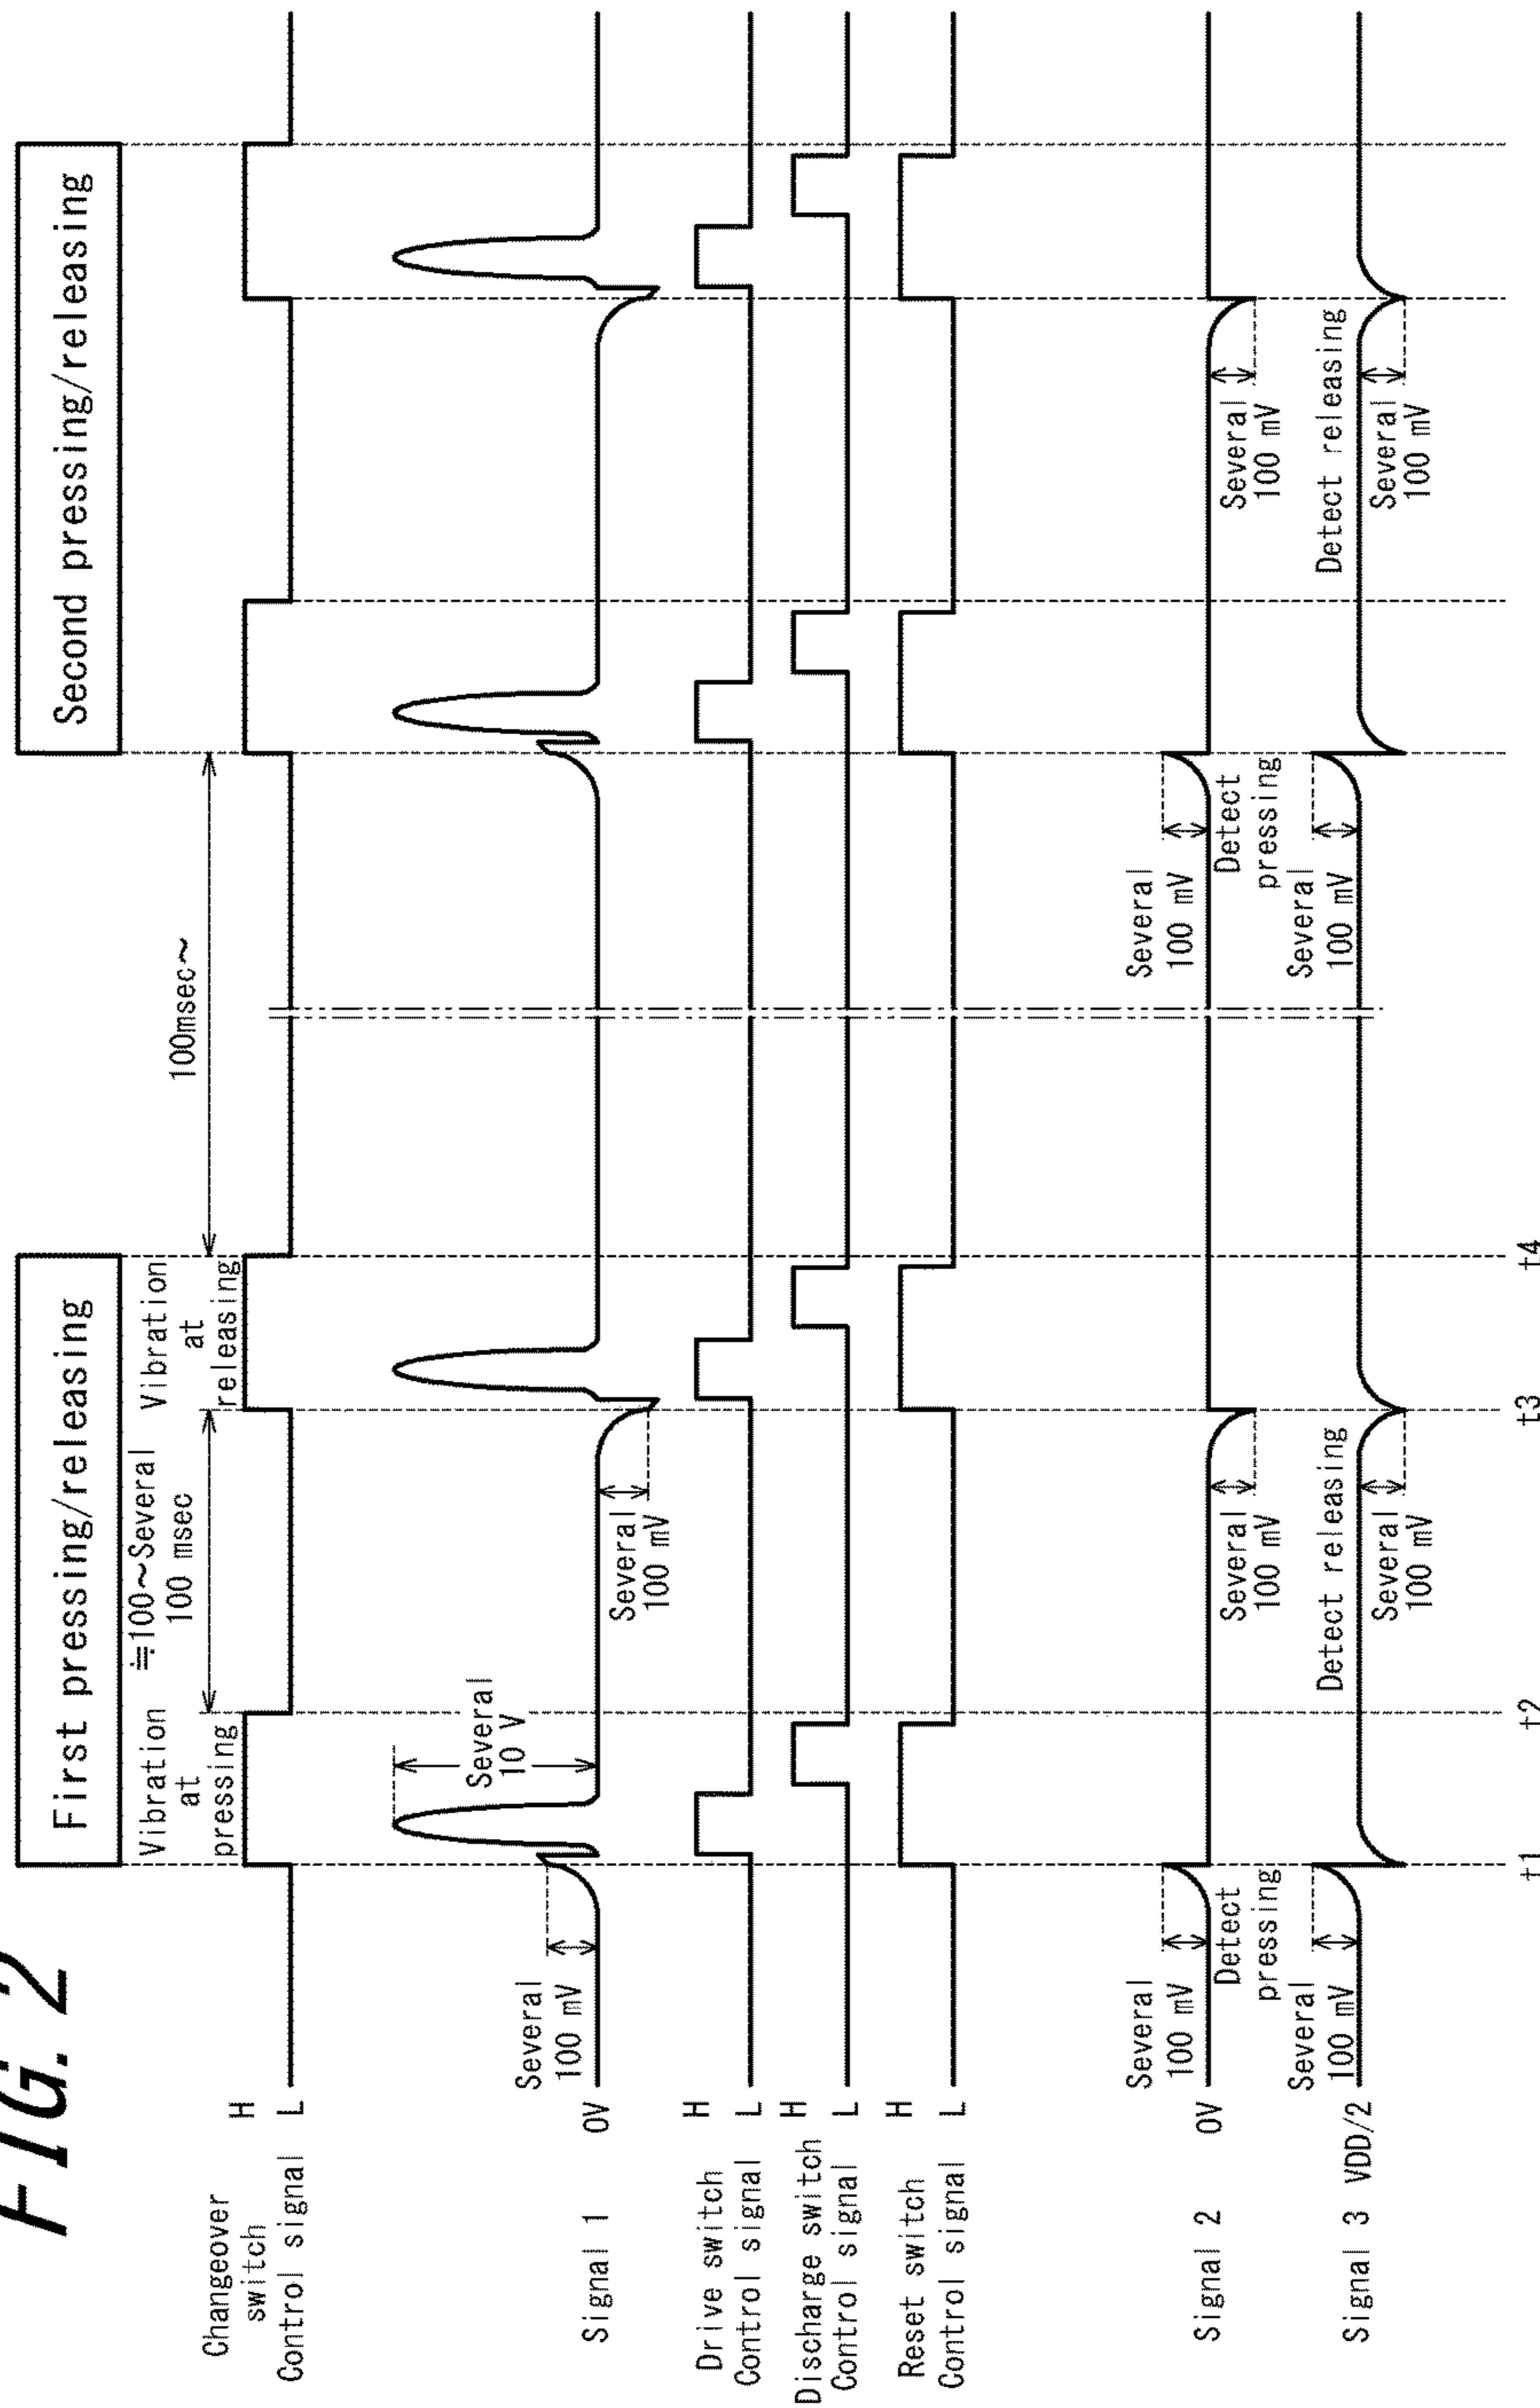 FIG. 2
First pressing/releasing
Second pressing/releasing
Vibration
at
pressing
≒100~Several
100 msec
Vibration
at
releasing
100msec~
Changeover
switch
Control signal
H
L
Several
100 mV
Several
10 V
Several
100 mV
Signal 1
0V
Drive switch
Control signal
H
L
Discharge switch
Control signal
H
L
Reset switch
Control signal
H
L
Several
100 mV
Several
100 mV
Several
100 mV
Several
100 mV
Signal 2
0V
Detect
pressing
Detect releasing
Detect
pressing
Detect releasing
Several
100 mV
Several
100 mV
Several
100 mV
Several
100 mV
Signal 3
VDD/2
t1
t2
t3
t4